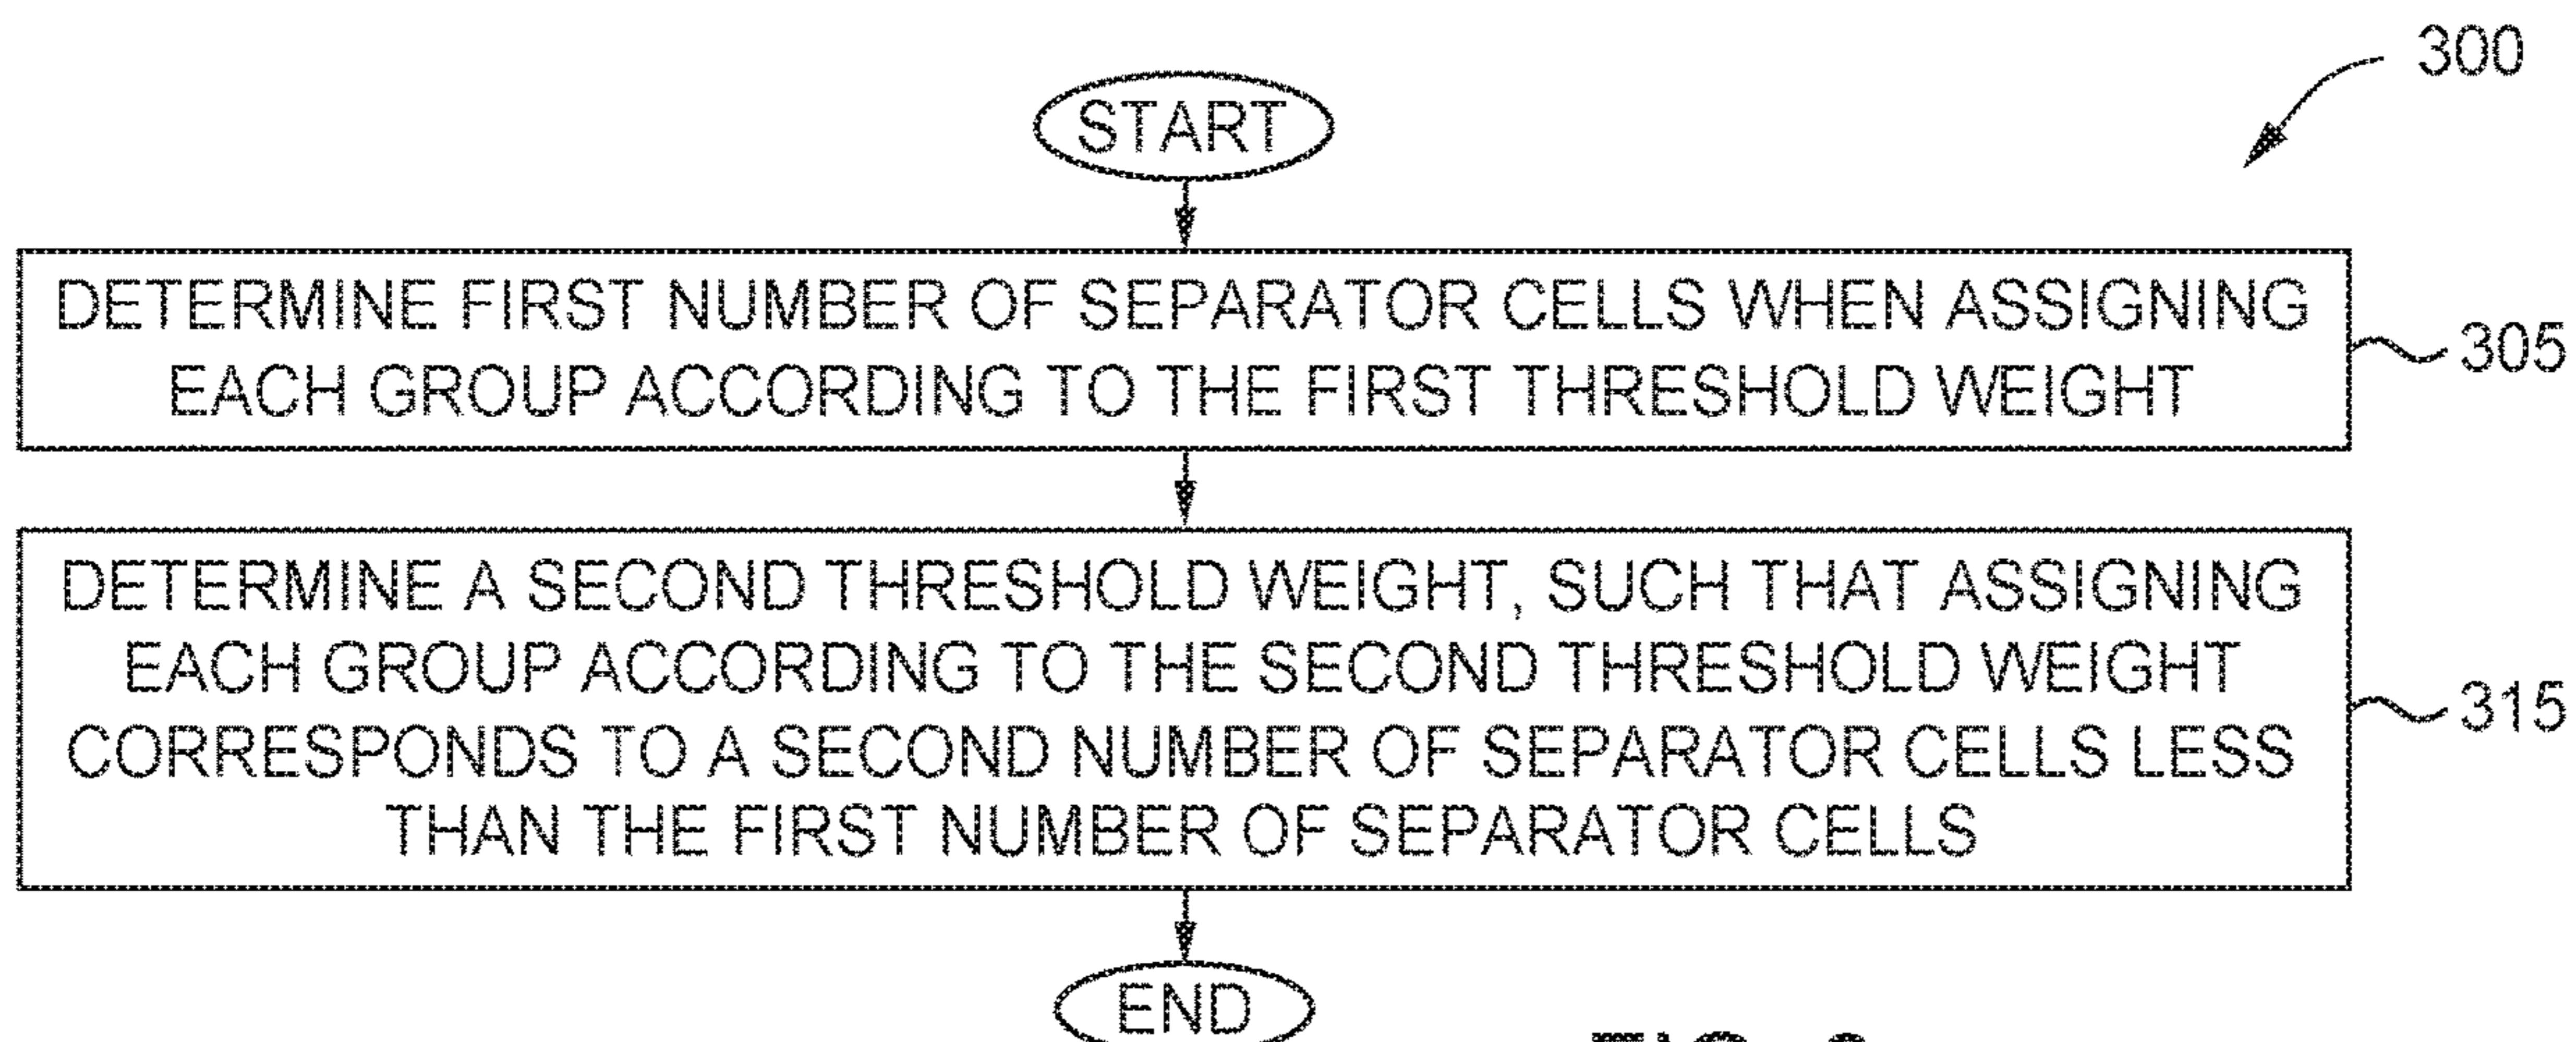 300
START
DETERMINE FIRST NUMBER OF SEPARATOR CELLS WHEN ASSIGNING
EACH GROUP ACCORDING TO THE FIRST THRESHOLD WEIGHT
305
DETERMINE A SECOND THRESHOLD WEIGHT, SUCH THAT ASSIGNING
EACH GROUP ACCORDING TO THE SECOND THRESHOLD WEIGHT
CORRESPONDS TO A SECOND NUMBER OF SEPARATOR CELLS LESS
THAN THE FIRST NUMBER OF SEPARATOR CELLS
315
END